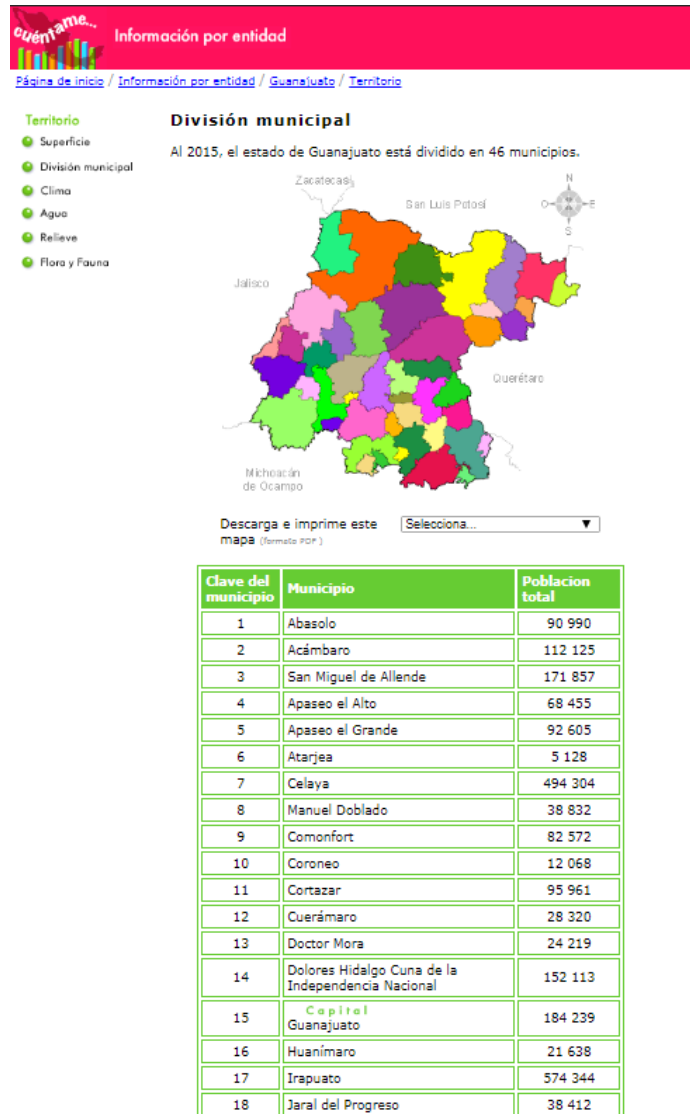 cuéntame...
Información por entidad
Página de inicio / Información por entidad / Guanajuato / Territorio
Territorio
Superficie
División municipal
Clima
Agua
Relieve
Flora y Fauna
División municipal
Al 2015, el estado de Guanajuato está dividido en 46 municipios.
Zacatecas
San Luis Potosí
N
O
E
S
Jalisco
Querétaro
Michoacán
de Ocampo
Descarga e imprime este
mapa (formato PDF)
Selecciona...
Clave del municipio Municipio Poblacion total
1 Abasolo 90 990
2 Acámbaro 112 125
3 San Miguel de Allende 171 857
4 Apaseo el Alto 68 455
5 Apaseo el Grande 92 605
6 Atarjea 5 128
7 Celaya 494 304
8 Manuel Doblado 38 832
9 Comonfort 82 572
10 Coroneo 12 068
11 Cortazar 95 961
12 Cuerámaro 28 320
13 Doctor Mora 24 219
14 Dolores Hidalgo Cuna de la Independencia Nacional 152 113
15 Capital Guanajuato 184 239
16 Huanímaro 21 638
17 Irapuato 574 344
18 Jaral del Progreso 38 412